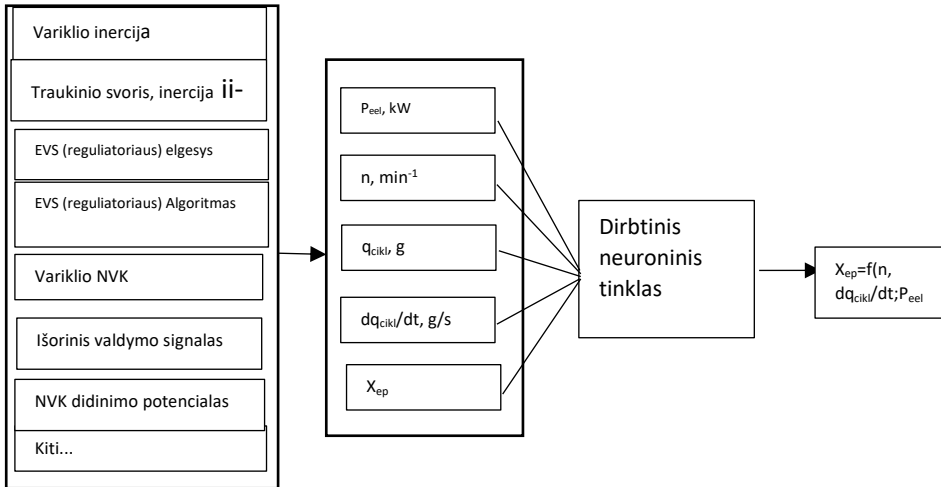 Variklio inercija
Traukinio svoris, inercija ii-
EVS (reguliatoriaus) elgesys
EVS (reguliatoriaus) Algoritmas
Variklio NVK
Išorinis valdymo signalas
NVK didinimo potencialas
Kiti...
Peel, kW
n, min-1
qcikl, g
dqcikl/dt, g/s
Xep
Dirbtinis
neuroninis
tinklas
Xep=f(n,
dqcikl/dt;Peel